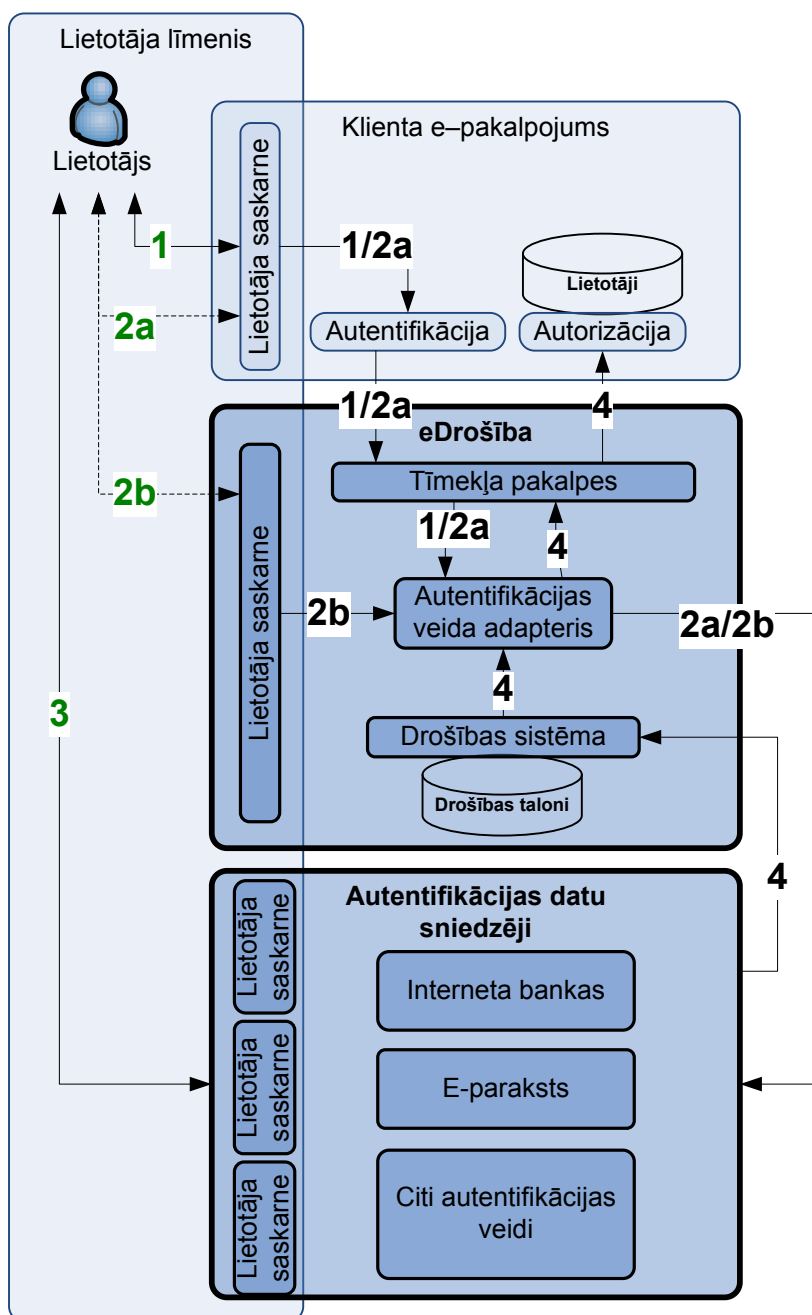 Lietotāja līmenis
Lietotājs
Klienta e–pakalpojums
Lietotāja saskarne
1
1/2a
2a
Lietotāji
Autentifikācija
Autorizācija
1/2a
4
eDrošība
Lietotāja saskarne
Tīmekļa pakalpes
2b
1/2a
4
Autentifikācijas
veida adapteris
2b
2a/2b
4
3
Drošības sistēma
Drošības taloni
4
Autentifikācijas datu
sniedzēji
Lietotāja
saskarne
Interneta bankas
Lietotāja
saskarne
E-paraksts
Lietotāja
saskarne
Citi autentifikācijas
veidi